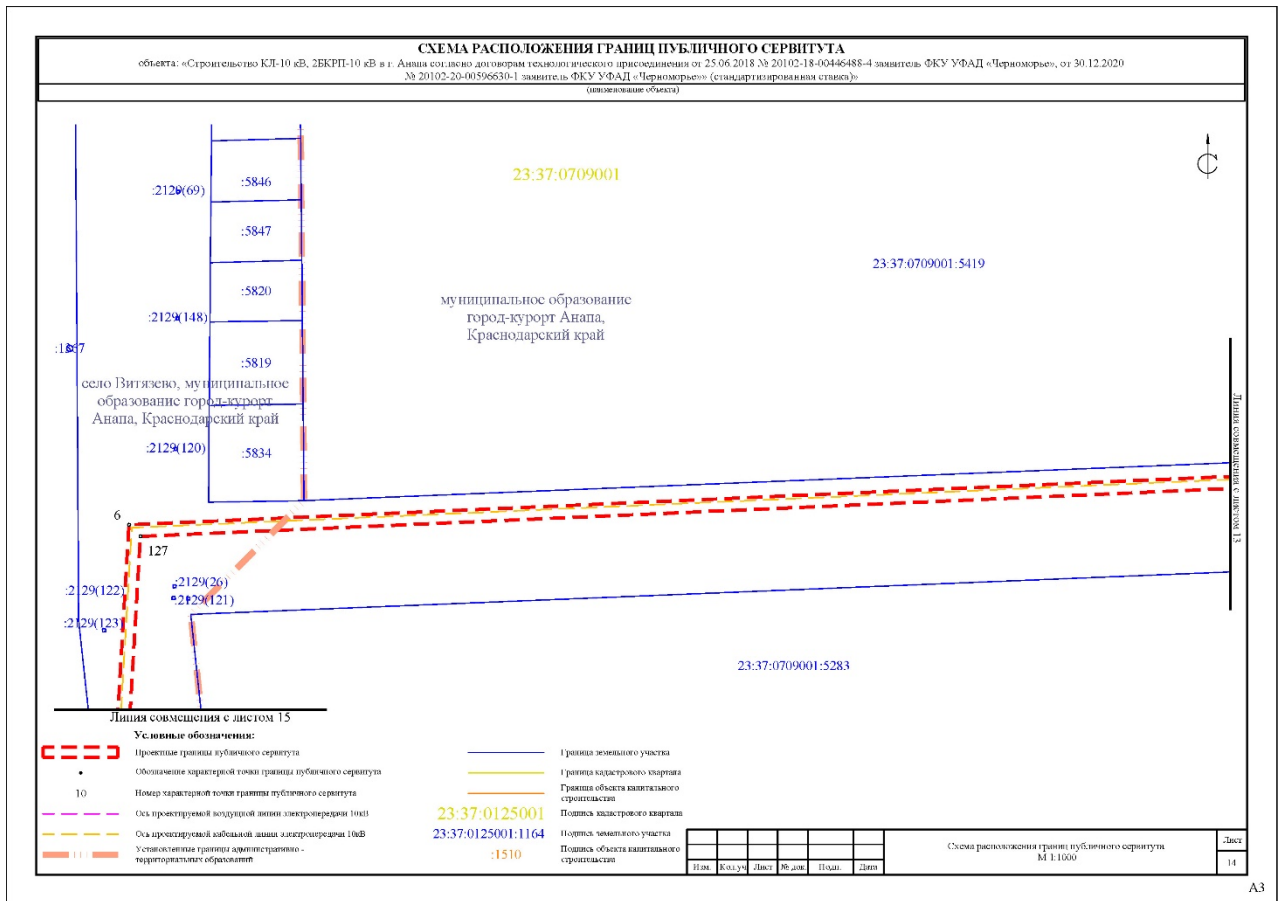 СХЕМА РАСПОЛОЖЕНИЯ ГРАНИЦ ПУБЛИЧНОГО СЕРВИТУТА
объекта: «Строительство КЛ-10 кВ, 2БКРП-10 кВ в г. Анапа согласно договорам технологического присоединения от 25.06.2018 № 20102-18-00446488-4 заявитель ФКУ УФАД «Черноморье», от 30.12.2020
№ 20102-20-00596630-1 заявитель ФКУ УФАД «Черноморье»» (стандартизированная ставка)»
(наименование объекта)
23:37:0709001
С
:5846
:2129(69)
:5847
23:37:0709001:5419
:5820
муниципальное образование
город-курорт Анапа,
Краснодарский край
:2129(148)
:1367
:5819
село Витязево, муниципальное
образование город-курорт
Анапа, Краснодарский край
:2129(120)
:5834
Линия совмещения с листом 13
6
127
:2129(26)
:2129(122)
:2129(121)
:2129(123)
23:37:0709001:5283
Линия совмещения с листом 15
Условные обозначения:
Проектные границы публичного сервитута
Обозначение характерной точки границы публичного сервитута
10
Номер характерной точки границы публичного сервитута
Ось проектируемой воздушной линии электропередачи 10кВ
Ось проектируемой кабельной линии электропередачи 10кВ
Установленные границы административно -
территориальных образований
Граница земельного участка
Граница кадастрового квартала
Граница объекта капитального
строительства
23:37:0125001
Подпись кадастрового квартала
23:37:0125001:1164
Подпись земельного участка
:1510
Подпись объекта капитального
строительства
Изм.
Кол.уч
Лист
№ док
Подп.
Дата
Схема расположения границ публичного сервитута
М 1:1000
Лист
14
А3